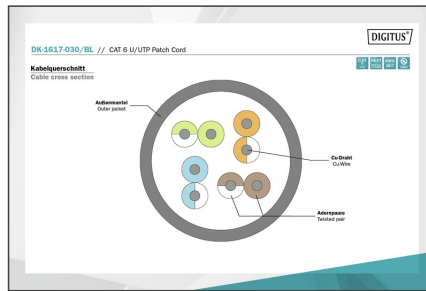 DIGITUS®
DK-1617-030/BL // CAT 6 U/UTP Patch Cord
Kabelquerschnitt
Cable cross section
Außenmantel
Outer jacket
Cu-Draht
Cu-Wire
Adernpaare
Twisted pair